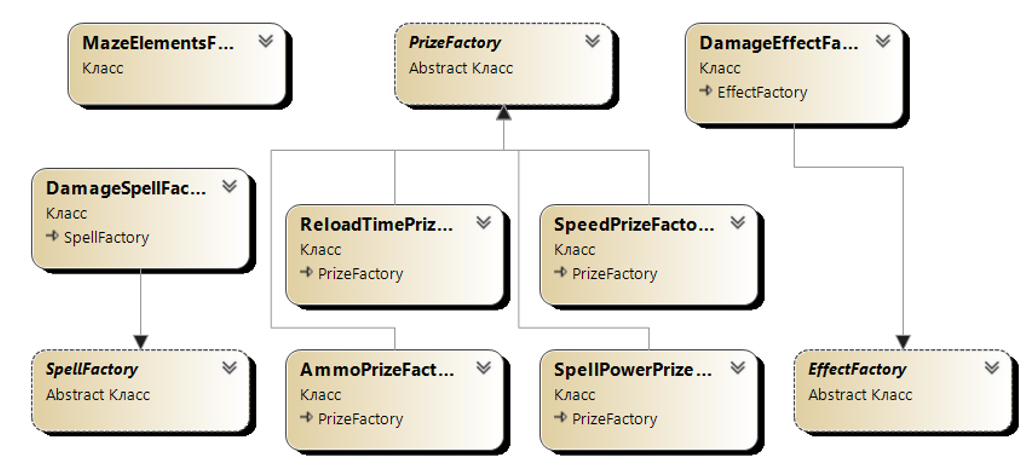 MazeElementsF...
Класс
PrizeFactory
Abstract Класс
DamageEffectFa...
Класс
EffectFactory
DamageSpellFac...
Класс
SpellFactory
ReloadTimePriz...
Класс
PrizeFactory
SpeedPrizeFacto...
Класс
PrizeFactory
SpellFactory
Abstract Класс
AmmoPrizeFact...
Класс
PrizeFactory
SpellPowerPrize...
Класс
PrizeFactory
EffectFactory
Abstract Класс